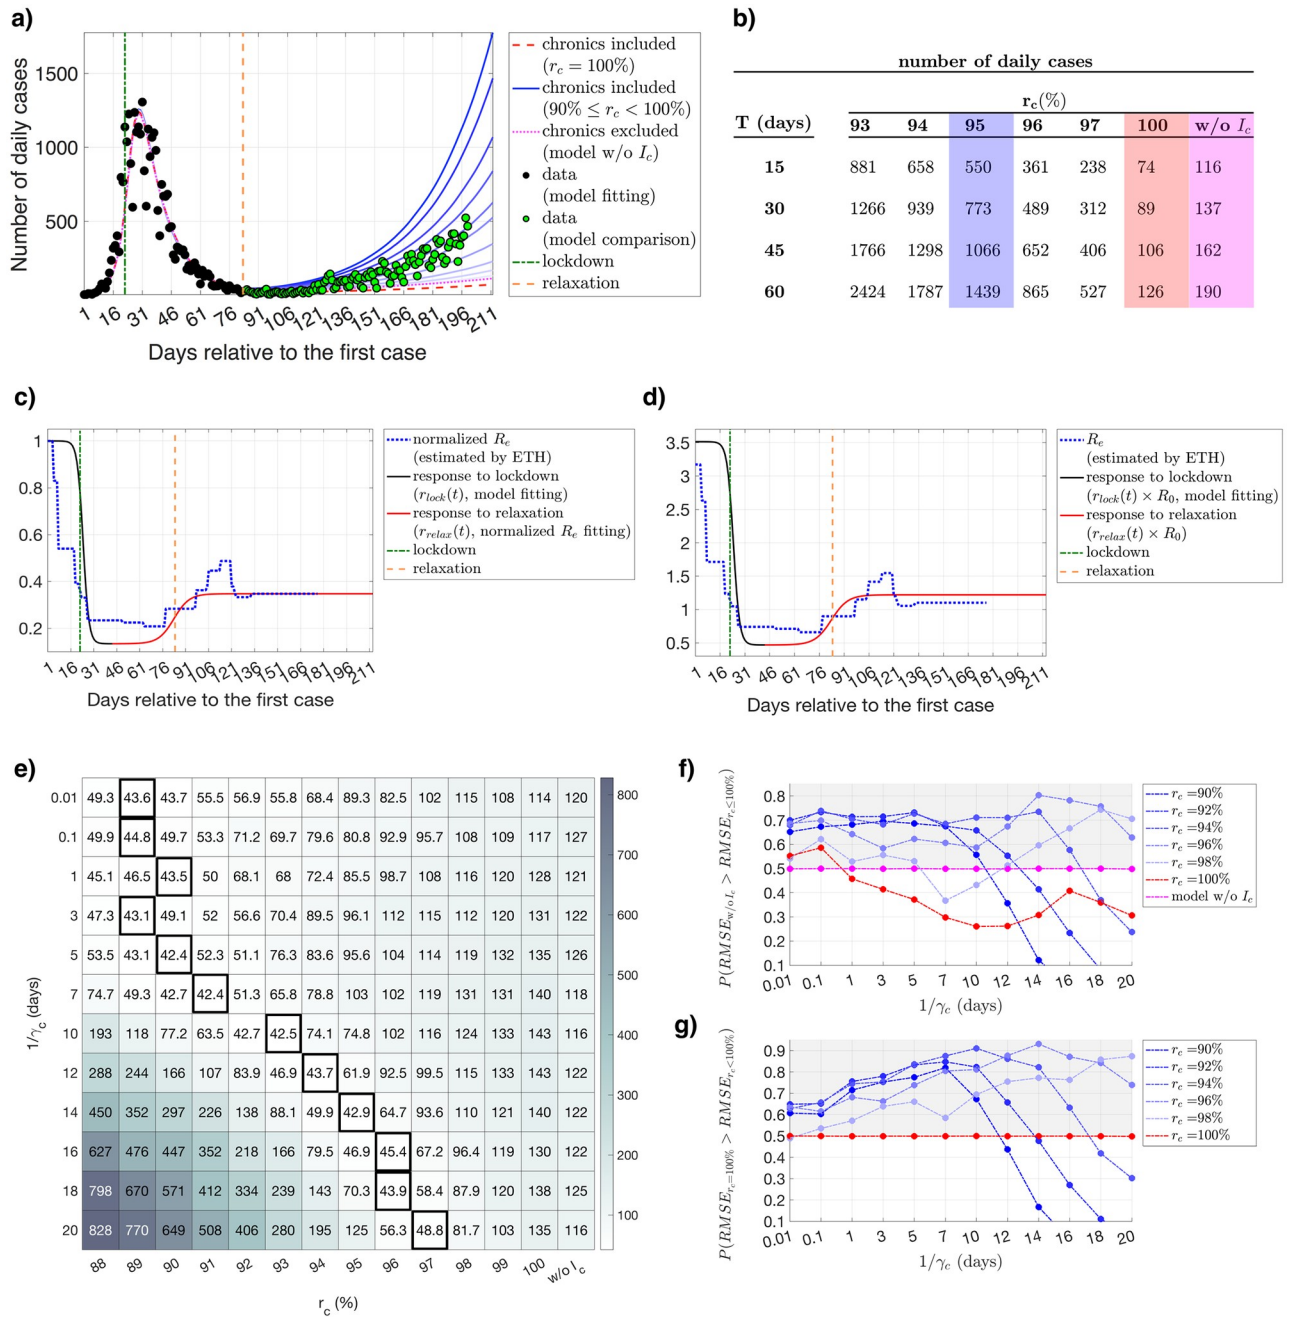 a)
Number of daily cases
1500
1000
500
1 16 31 46 61 76 91 106 121 136 151 166 181 196 211
Days relative to the first case
chronics included
(r_c = 100%)
chronics included
(90% ≤ r_c < 100%)
chronics excluded
(model w/o I_c)
data
(model fitting)
data
(model comparison)
lockdown
relaxation
b)
number of daily cases
r_c(%)
T (days) 93 94 95 96 97 100 w/o I_c
15 881 658 550 361 238 74 116
30 1266 939 773 489 312 89 137
45 1766 1298 1066 652 406 106 162
60 2424 1787 1439 865 527 126 190
c)
1
0.8
0.6
0.4
0.2
1 16 31 46 61 76 91 106 121 136 151 166 181 196 211
Days relative to the first case
normalized R_e
(estimated by ETH)
response to lockdown
(r_lock(t), model fitting)
response to relaxation
(r_relax(t), normalized R_e fitting)
lockdown
relaxation
d)
3.5
3
2.5
2
1.5
1
0.5
1 16 31 46 61 76 91 106 121 136 151 166 181 196 211
Days relative to the first case
R_e
(estimated by ETH)
response to lockdown
(r_lock(t) × R_0, model fitting)
response to relaxation
(r_relax(t) × R_0)
lockdown
relaxation
e)
1/γ_c (days)
0.01 49.3 43.6 43.7 55.5 56.9 55.8 68.4 89.3 82.5 102 115 108 114 120
0.1 49.9 44.8 49.7 53.3 71.2 69.7 79.6 80.8 92.9 95.7 108 109 117 127
1 45.1 46.5 43.5 50 68.1 68 72.4 85.5 98.7 108 116 120 128 121
3 47.3 43.1 49.1 52 56.6 70.4 89.5 96.1 112 115 112 120 131 122
5 53.5 43.1 42.4 52.3 51.1 76.3 83.6 95.6 104 114 119 132 135 126
7 74.7 49.3 42.7 42.4 51.3 65.8 78.8 103 102 119 131 131 140 118
10 193 118 77.2 63.5 42.7 42.5 74.1 74.8 102 116 124 133 143 116
12 288 244 166 107 83.9 46.9 43.7 61.9 92.5 99.5 115 133 143 122
14 450 352 297 226 138 88.1 49.9 42.9 64.7 93.6 110 121 140 122
16 627 476 447 352 218 166 79.5 46.9 45.4 67.2 96.4 119 130 122
18 798 670 571 412 334 239 143 70.3 43.9 58.4 87.9 120 138 125
20 828 770 649 508 406 280 195 125 56.3 48.8 81.7 103 135 116
88 89 90 91 92 93 94 95 96 97 98 99 100 w/o I_c
r_c (%)
800
700
600
500
400
300
200
100
f)
P(RMSE_w/o I_c > RMSE_r_c≤100%)
0.8
0.7
0.6
0.5
0.4
0.3
0.2
0.1
0.01 0.1 1 3 5 7 10 12 14 16 18 20
1/γ_c (days)
r_c =90%
r_c =92%
r_c =94%
r_c =96%
r_c =98%
r_c =100%
model w/o I_c
g)
P(RMSE_r_c=100% > RMSE_r_c<100%)
0.9
0.8
0.7
0.6
0.5
0.4
0.3
0.2
0.1
0.01 0.1 1 3 5 7 10 12 14 16 18 20
1/γ_c (days)
r_c =90%
r_c =92%
r_c =94%
r_c =96%
r_c =98%
r_c =100%